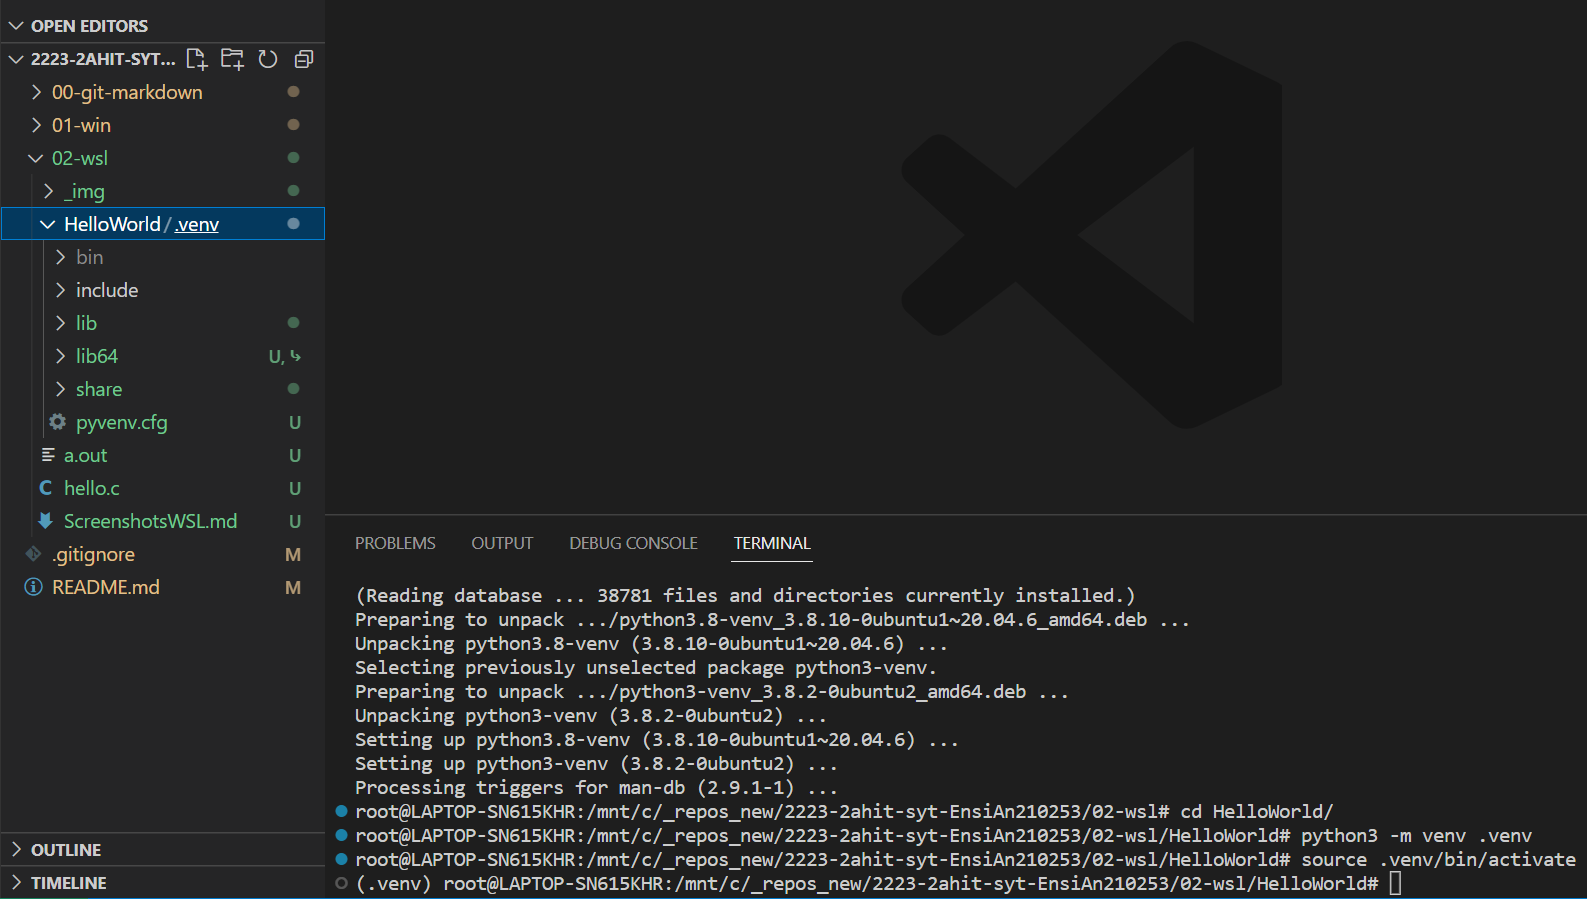 OPEN EDITORS
2223-2AHIT-SYT...
00-git-markdown
01-win
02-wsl
_img
HelloWorld / .venv
bin
include
lib
lib64 U,
share
pyvenv.cfg U
a.out U
C hello.c U
ScreenshotsWSL.md U
.gitignore M
README.md M
OUTLINE
TIMELINE
PROBLEMS OUTPUT DEBUG CONSOLE TERMINAL
(Reading database ... 38781 files and directories currently installed.)
Preparing to unpack .../python3.8-venv_3.8.10-0ubuntu1~20.04.6_amd64.deb ...
Unpacking python3.8-venv (3.8.10-0ubuntu1~20.04.6) ...
Selecting previously unselected package python3-venv.
Preparing to unpack .../python3-venv_3.8.2-0ubuntu2_amd64.deb ...
Unpacking python3-venv (3.8.2-0ubuntu2) ...
Setting up python3.8-venv (3.8.10-0ubuntu1~20.04.6) ...
Setting up python3-venv (3.8.2-0ubuntu2) ...
Processing triggers for man-db (2.9.1-1) ...
root@LAPTOP-SN615KHR:/mnt/c/_repos_new/2223-2ahit-syt-EnsiAn210253/02-wsl# cd HelloWorld/
root@LAPTOP-SN615KHR:/mnt/c/_repos_new/2223-2ahit-syt-EnsiAn210253/02-wsl/HelloWorld# python3 -m venv .venv
root@LAPTOP-SN615KHR:/mnt/c/_repos_new/2223-2ahit-syt-EnsiAn210253/02-wsl/HelloWorld# source .venv/bin/activate
(.venv) root@LAPTOP-SN615KHR:/mnt/c/_repos_new/2223-2ahit-syt-EnsiAn210253/02-wsl/HelloWorld#